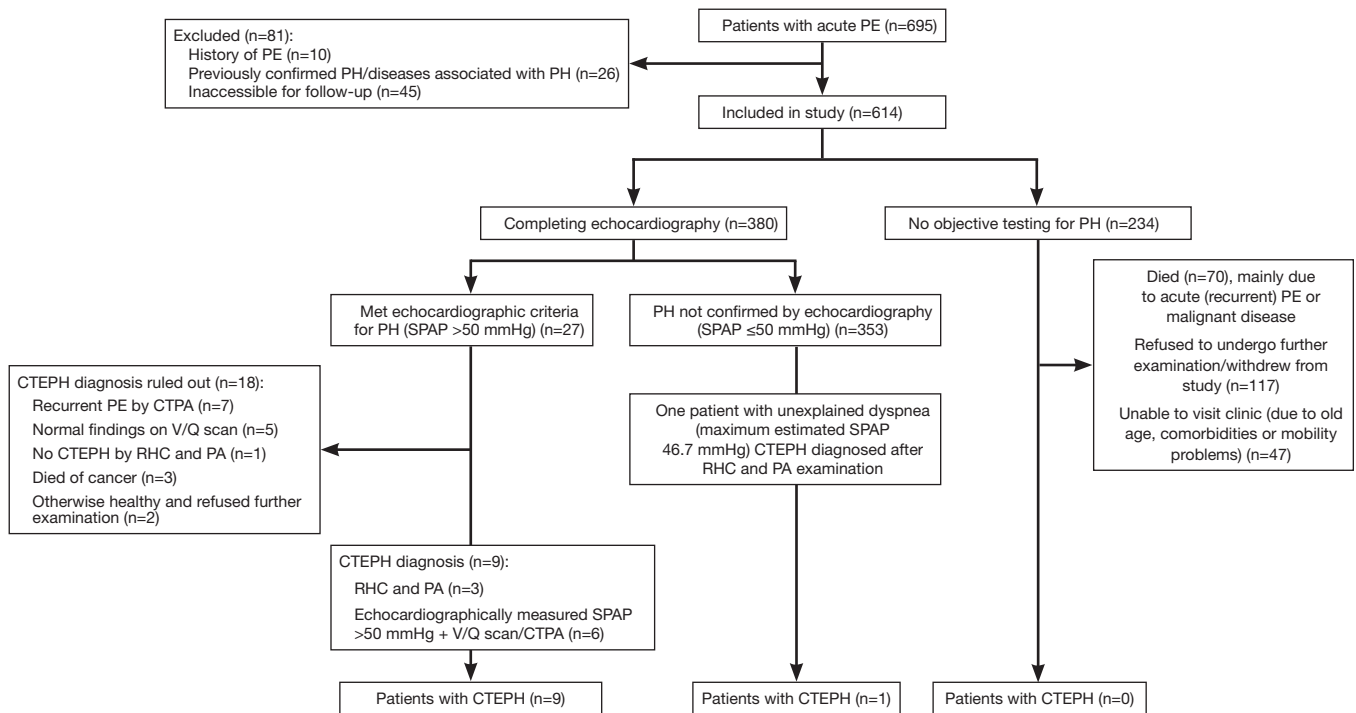 Patients with acute PE (n=695)
Excluded (n=81):
History of PE (n=10)
Previously confirmed PH/diseases associated with PH (n=26)
Inaccessible for follow-up (n=45)
Included in study (n=614)
Completing echocardiography (n=380)
No objective testing for PH (n=234)
Met echocardiographic criteria
for PH (SPAP >50 mmHg) (n=27)
PH not confirmed by echocardiography
(SPAP ≤50 mmHg) (n=353)
Died (n=70), mainly due
to acute (recurrent) PE or
malignant disease
Refused to undergo further
examination/withdrew from
study (n=117)
Unable to visit clinic (due to old
age, comorbidities or mobility
problems) (n=47)
CTEPH diagnosis ruled out (n=18):
Recurrent PE by CTPA (n=7)
Normal findings on V/Q scan (n=5)
No CTEPH by RHC and PA (n=1)
Died of cancer (n=3)
Otherwise healthy and refused further
examination (n=2)
One patient with unexplained dyspnea
(maximum estimated SPAP
46.7 mmHg) CTEPH diagnosed after
RHC and PA examination
CTEPH diagnosis (n=9):
RHC and PA (n=3)
Echocardiographically measured SPAP
>50 mmHg + V/Q scan/CTPA (n=6)
Patients with CTEPH (n=9)
Patients with CTEPH (n=1)
Patients with CTEPH (n=0)